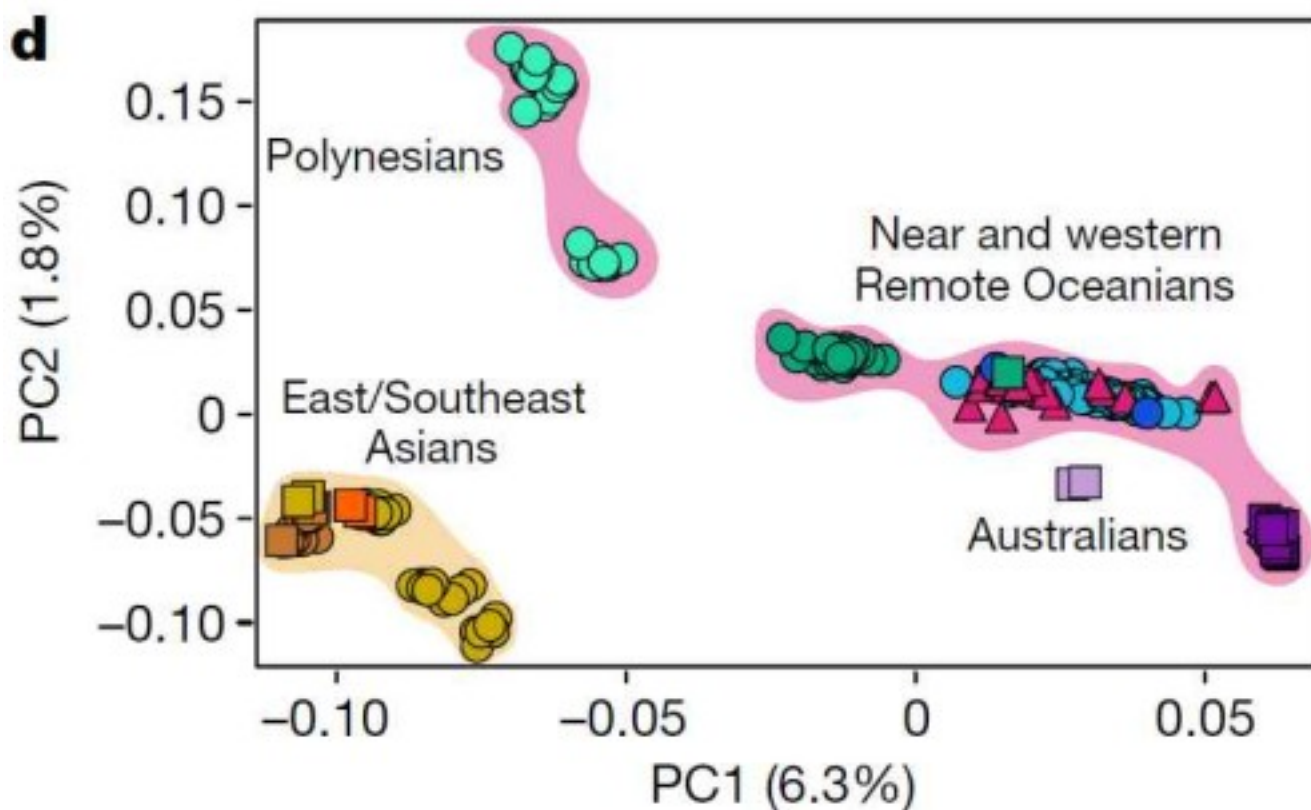 d
PC2 (1.8%)
0.15
0.10
0.05
0
−0.05
−0.10
Polynesians
Near and western
Remote Oceanians
East/Southeast
Asians
Australians
−0.10
−0.05
0
0.05
PC1 (6.3%)